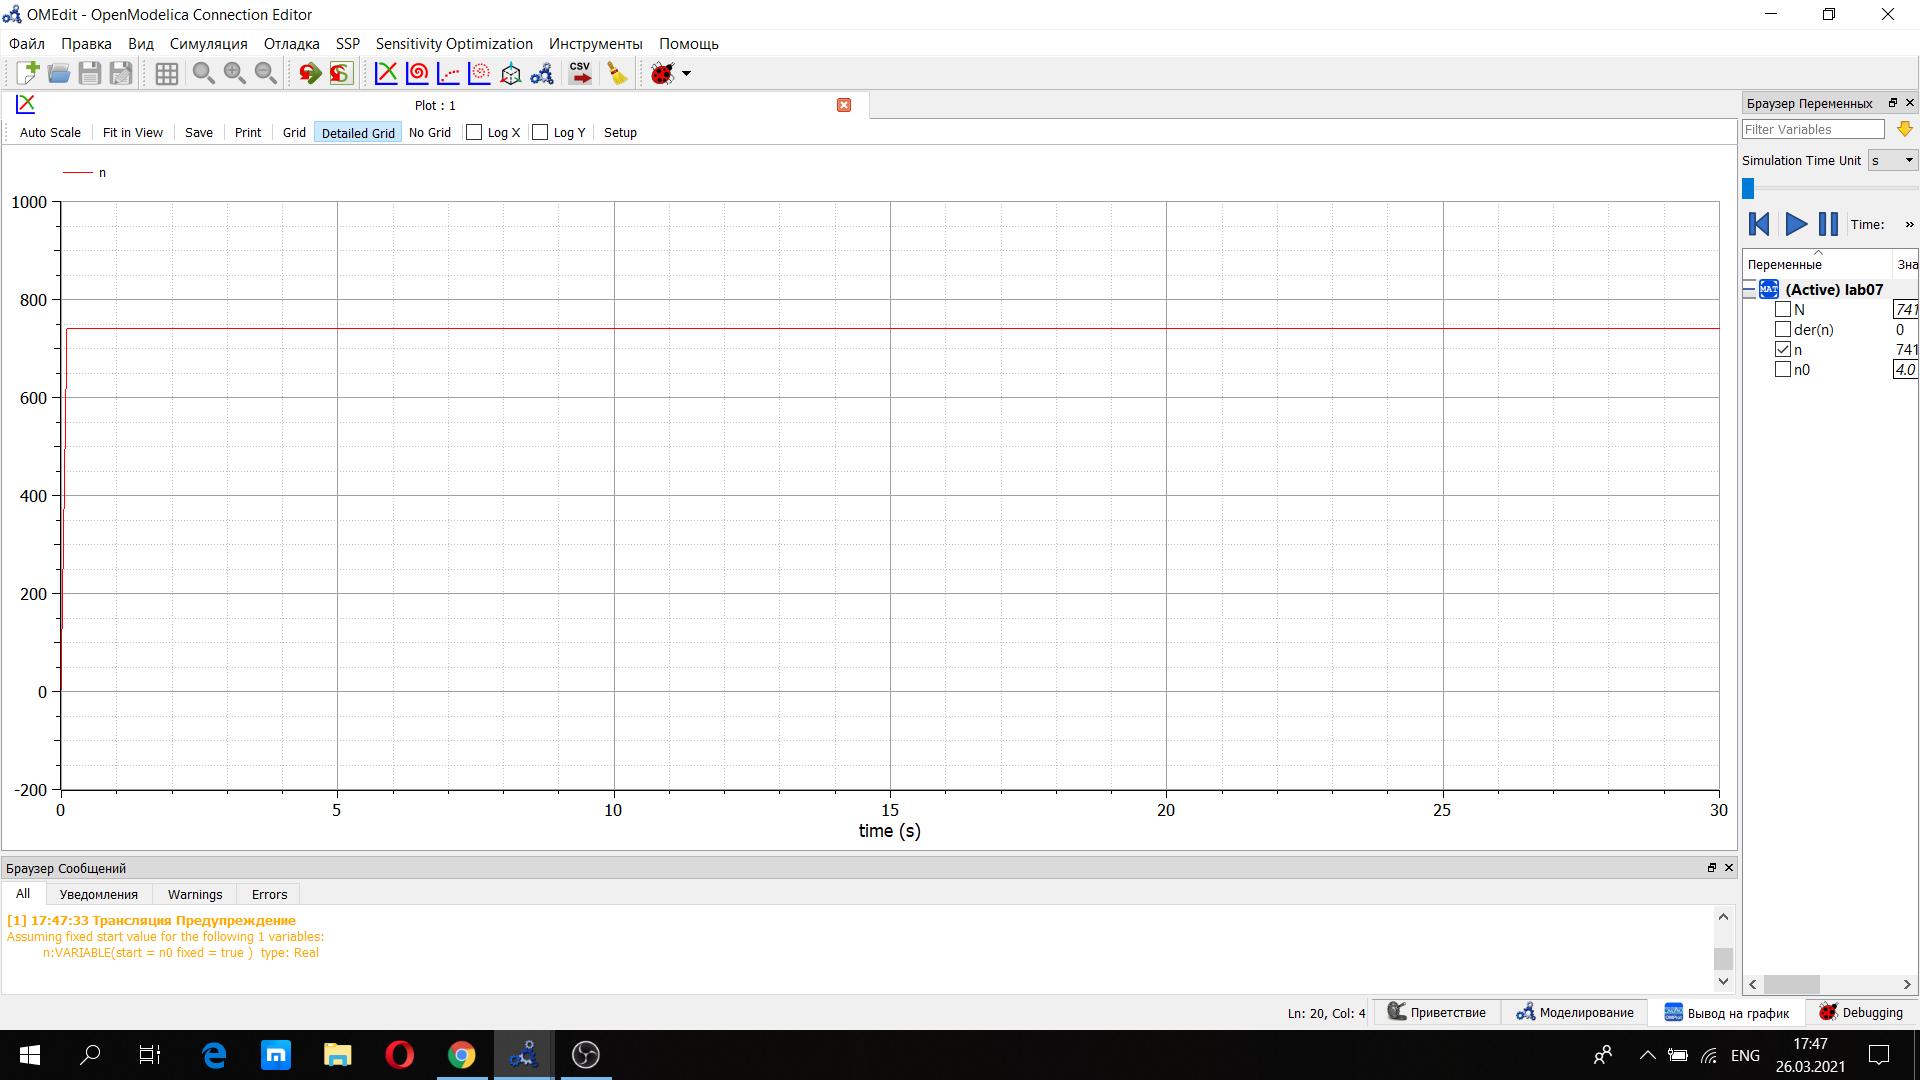 OMEdit - OpenModelica Connection Editor
Файл Правка Вид Симуляция Отладка SSP Sensitivity Optimization Инструменты Помощь
CSV
Plot : 1
Auto Scale Fit in View Save Print Grid Detailed Grid No Grid Log X Log Y Setup
n
1000
800
600
400
200
0
-200
0 5 10 15 20 25 30
time (s)
Браузер Переменных
Filter Variables
Simulation Time Unit s
Time: »
Переменные Зна
MAT (Active) lab07
N 741
der(n) 0
n 741
n0 4.0
Браузер Сообщений
All Уведомления Warnings Errors
[1] 17:47:33 Трансляция Предупреждение
Assuming fixed start value for the following 1 variables:
n:VARIABLE(start = n0 fixed = true ) type: Real
Ln: 20, Col: 4 Приветствие Моделирование Вывод на график Debugging
ENG
17:47
26.03.2021